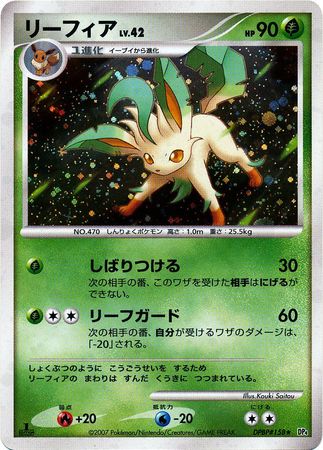 リーフィア LV.42 HP 90
1進化 イーブイから進化
NO.470 しんりょくポケモン 高さ：1.0m 重さ：25.5kg
しばりつける 30
次の相手の番、このワザを受けた相手はにげるが
できない。
リーフガード 60
次の相手の番、自分が受けるワザのダメージは、
「-20」される。
しょくぶつのように こうごうせいを するため
リーフィアの まわりは すんだ くうきに つつまれている。
Illus.Kouki Saitou
弱点 +20 抵抗力 -20 にげる
©2007 Pokémon/Nintendo/Creatures/GAME FREAK. DPBP#158 ★ DP4